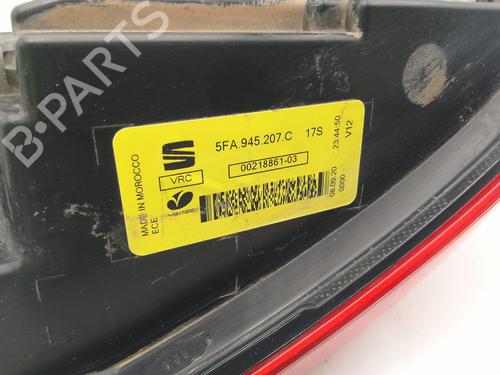 5FA.945.207.C 17S
VRC
00218861-03
MADE IN MOROCCO
ECE
23:44:50
V12
08.09.20
0000
B-PARTS